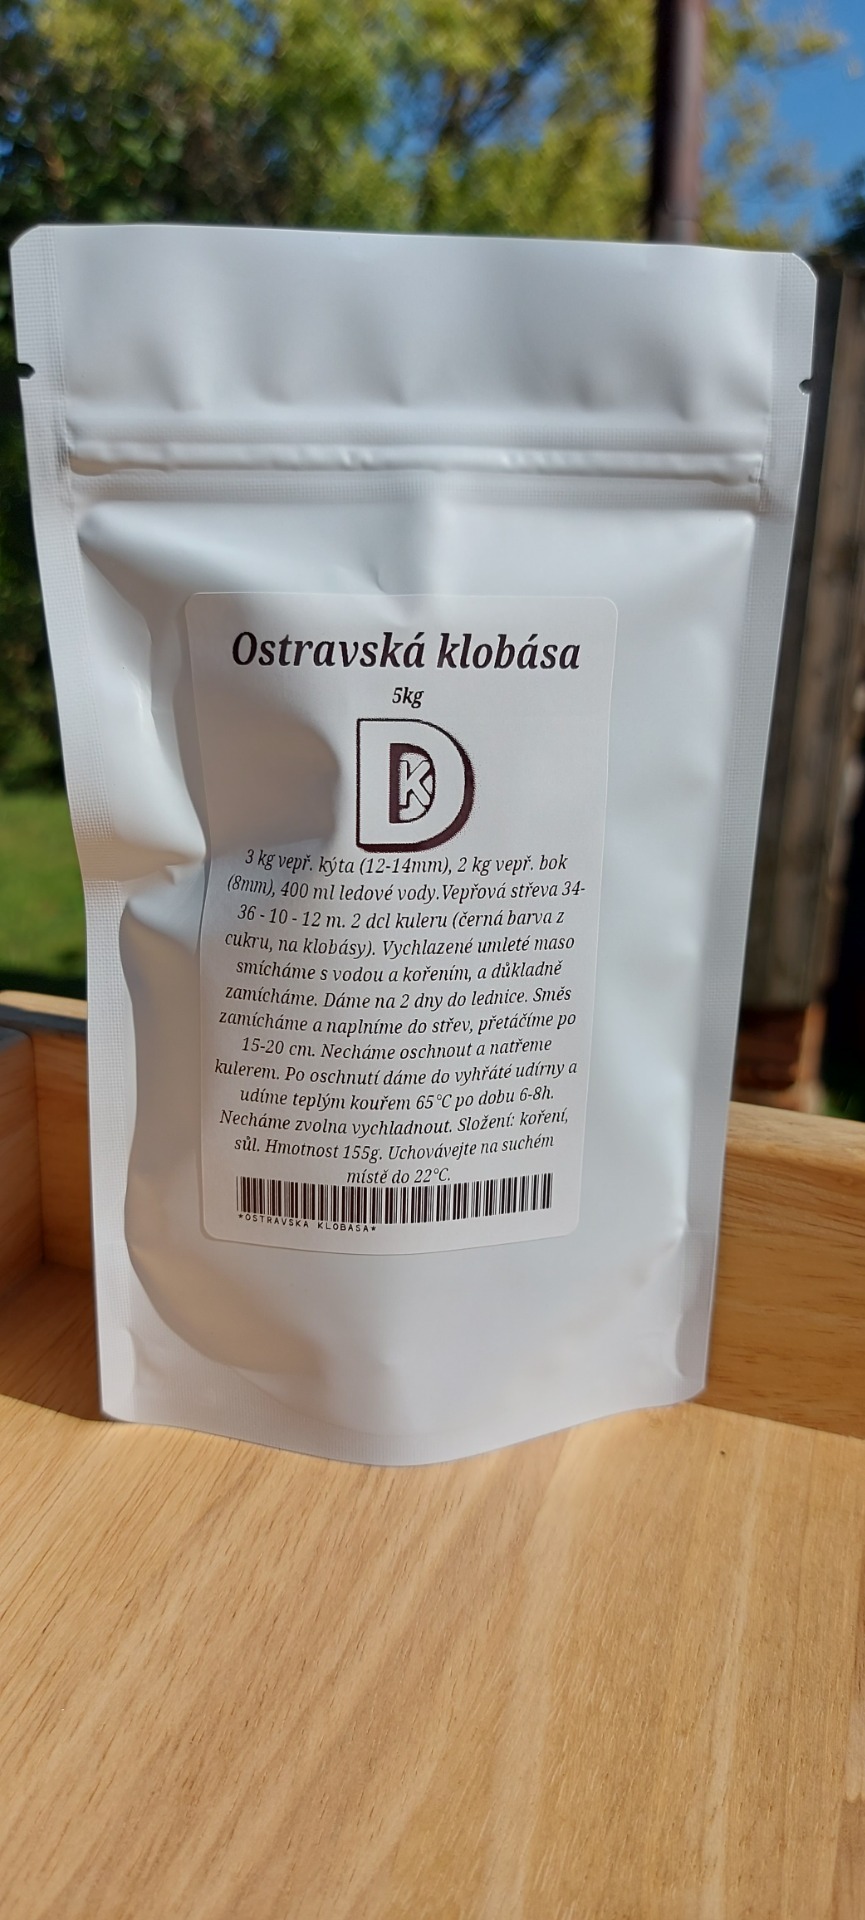 Ostravská klobása
5kg
DK
3 kg vepř. kýta (12-14mm), 2 kg vepř. bok
(8mm), 400 ml ledové vody.Vepřová střeva 34-
36 - 10 - 12 m. 2 dcl kuleru (černá barva z
cukru, na klobásy). Vychlazené umleté maso
smícháme s vodou a kořením, a důkladně
zamícháme. Dáme na 2 dny do lednice. Směs
zamícháme a naplníme do střev, přetáčíme po
15-20 cm. Necháme oschnout a natřeme
kulerem. Po oschnutí dáme do vyhřáté udírny a
udíme teplým kouřem 65°C po dobu 6-8h.
Necháme zvolna vychladnout. Složení: koření,
sůl. Hmotnost 155g. Uchovávejte na suchém
místě do 22°C.
*OSTRAVSKA KLOBASA*